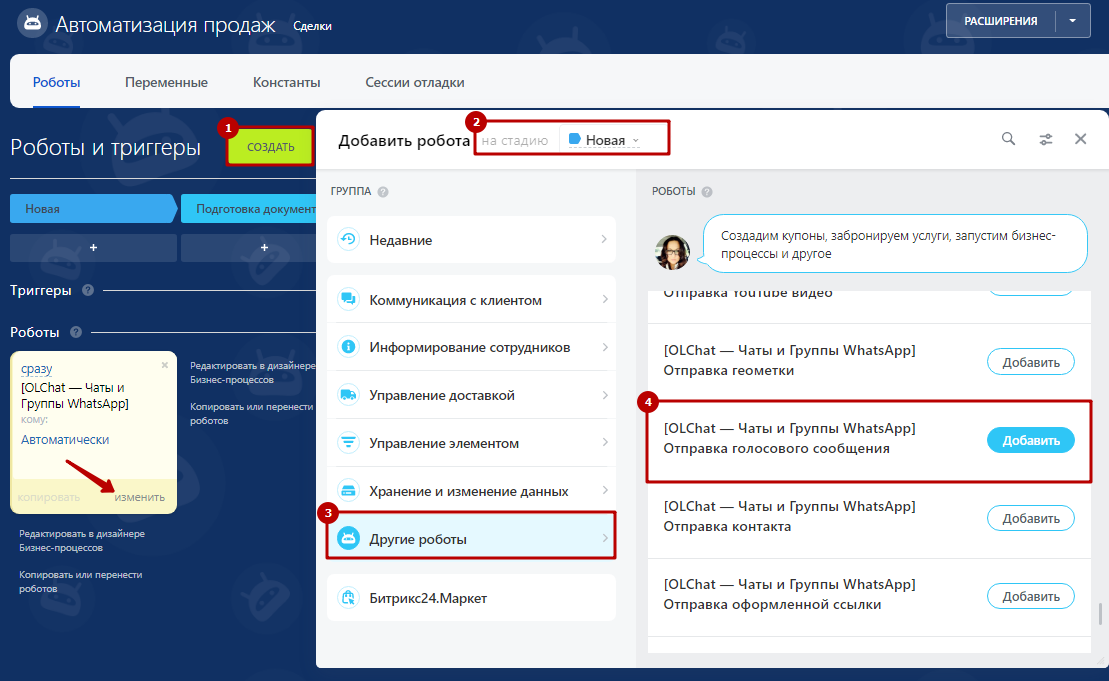 Автоматизация продаж Сделки
РАСШИРЕНИЯ
Роботы Переменные Константы Сессии отладки
Роботы и триггеры
1
СОЗДАТЬ
Новая
Подготовка документ
+ +
Триггеры ?
Роботы ?
сразу ×
[OLChat — Чаты и
Группы WhatsApp]
кому:
Автоматически
копировать изменить
Редактировать в дизайнере
Бизнес-процессов
Копировать или перенести
роботов
Редактировать в дизайнере
Бизнес-процессов
Копировать или перенести
роботов
2
Добавить робота на стадию Новая
ГРУППА ?
Недавние
Коммуникация с клиентом
Информирование сотрудников
Управление доставкой
Управление элементом
Хранение и изменение данных
3
Другие роботы
Битрикс24.Маркет
РОБОТЫ ?
Создадим купоны, забронируем услуги, запустим бизнес-
процессы и другое
Отправка YouTube видео
[OLChat — Чаты и Группы WhatsApp]
Отправка геометки
Добавить
4
[OLChat — Чаты и Группы WhatsApp]
Отправка голосового сообщения
Добавить
[OLChat — Чаты и Группы WhatsApp]
Отправка контакта
Добавить
[OLChat — Чаты и Группы WhatsApp]
Отправка оформленной ссылки
Добавить